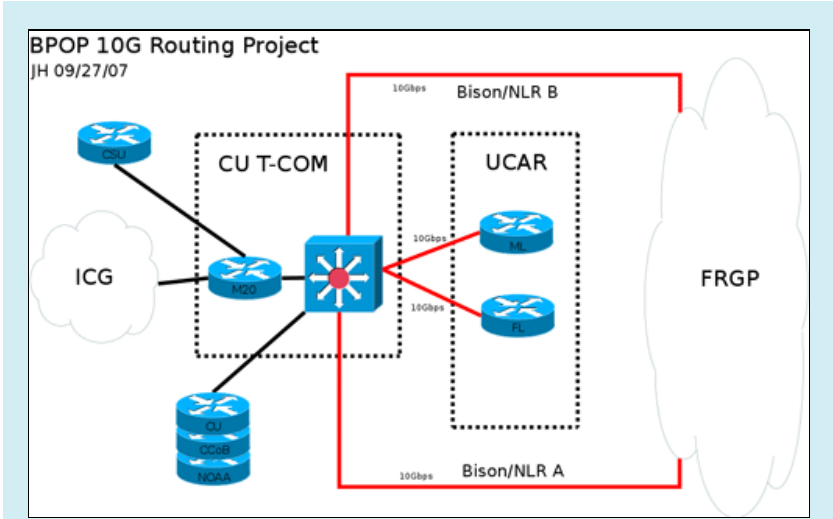 BPOP 10G Routing Project
JH 09/27/07
10Gbps
Bison/NLR B
CSU
CU T-COM
UCAR
10Gbps
ML
ICG
M20
FRGP
10Gbps
FL
CU
CCoB
NOAA
10Gbps
Bison/NLR A